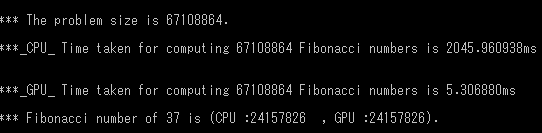 *** The problem size is 67108864.
***_CPU_ Time taken for computing 67108864 Fibonacci numbers is 2045.960938ms
***_GPU_ Time taken for computing 67108864 Fibonacci numbers is 5.306880ms
*** Fibonacci number of 37 is (CPU :24157826  , GPU :24157826).